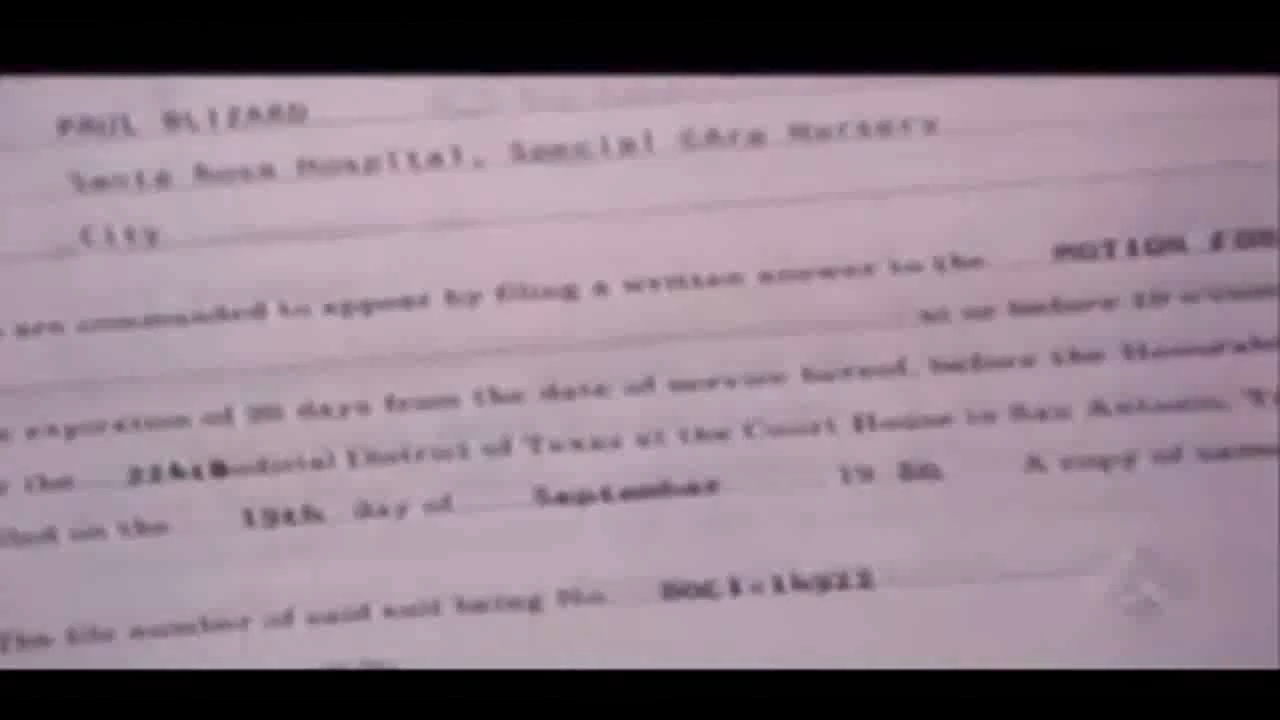 PAUL BLIZARD
Santa Rosa Hospital, Special CAre Nursery
City
are commanded to appear by filing a written answer to the MOTION FOR
at or before 10 o'clock
expiration of 20 days from the date of service hereof, before the Honorable
the Judicial District of Texas at the Court House in San Antonio,
filed on the 19th day of September 19 80. A copy of same
The file number of said suit being No.